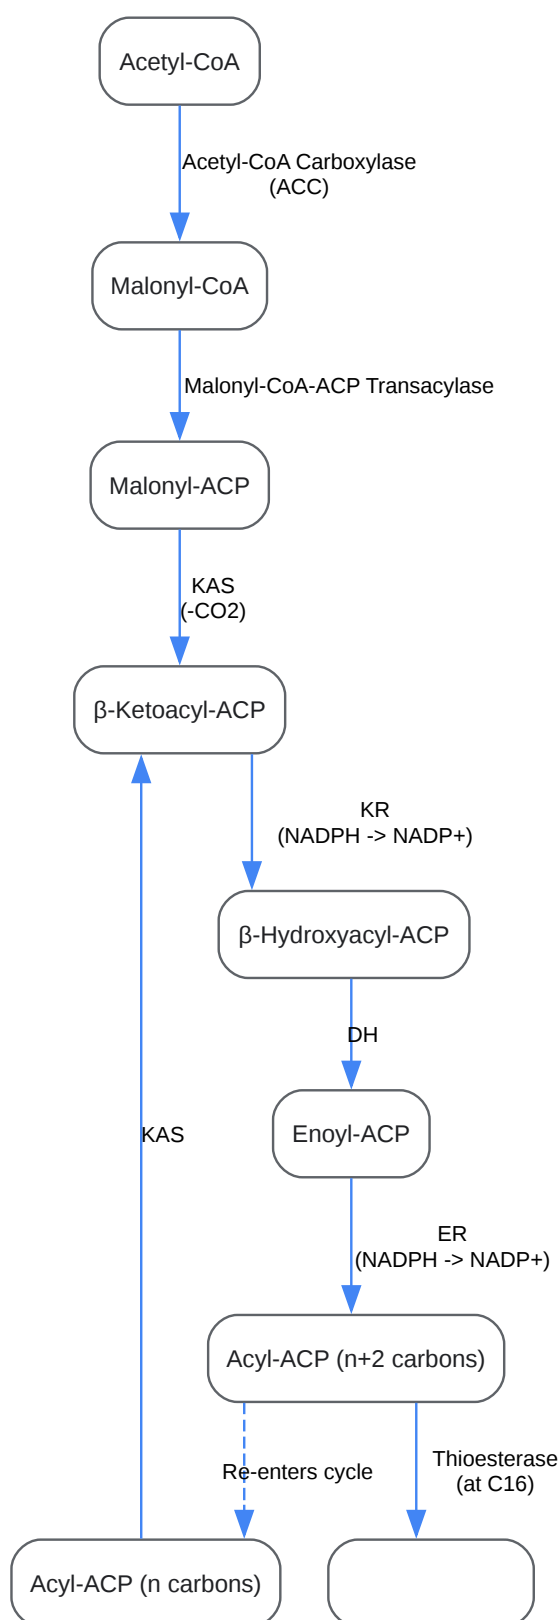 Acetyl-CoA
Acetyl-CoA Carboxylase
(ACC)
Malonyl-CoA
Malonyl-CoA-ACP Transacylase
Malonyl-ACP
KAS
(-CO2)
β-Ketoacyl-ACP
KR
(NADPH -> NADP+)
β-Hydroxyacyl-ACP
DH
Enoyl-ACP
KAS
ER
(NADPH -> NADP+)
Acyl-ACP (n+2 carbons)
Re-enters cycle
Thioesterase
(at C16)
Acyl-ACP (n carbons)